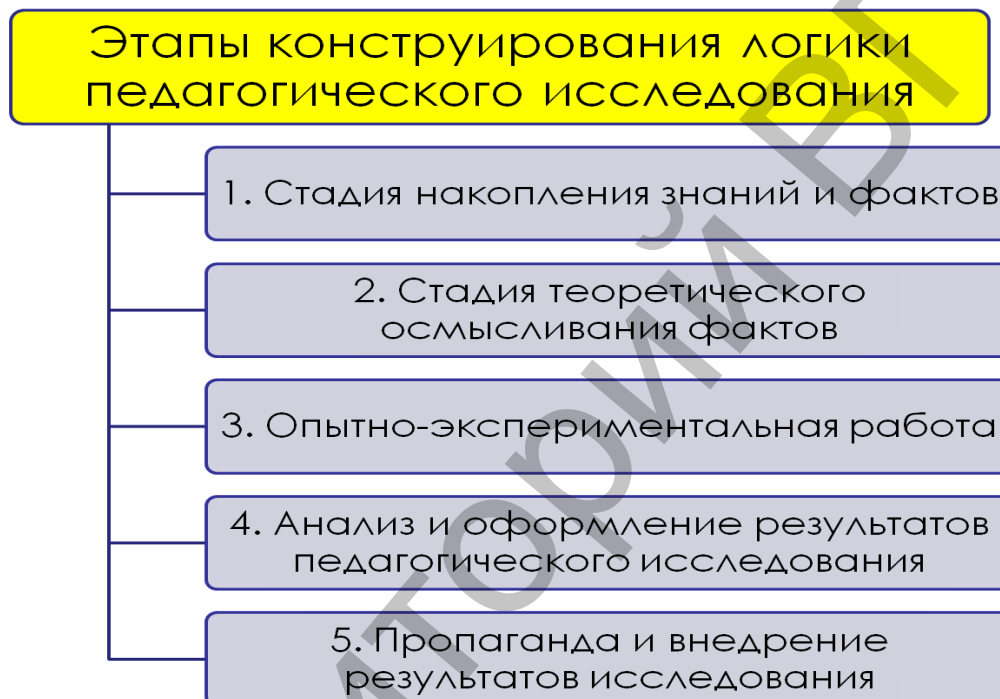 Этапы конструирования логики
педагогического исследования
1. Стадия накопления знаний и фактов
2. Стадия теоретического
осмысливания фактов
3. Опытно-экспериментальная работа
4. Анализ и оформление результатов
педагогического исследования
5. Пропаганда и внедрение
результатов исследования